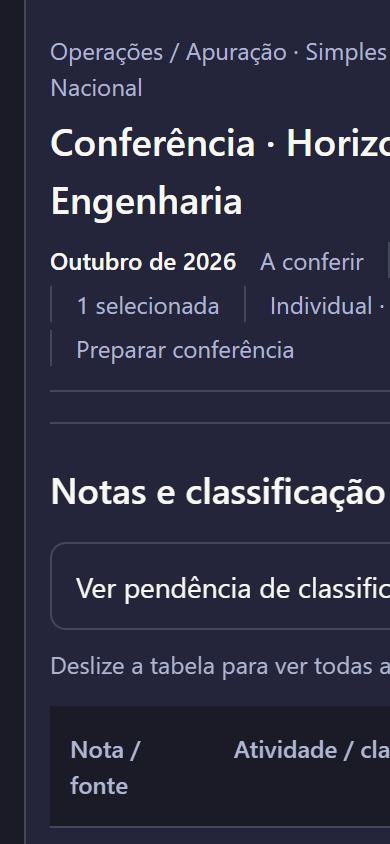 Operações / Apuração · Simples
Nacional
Conferência · Horizo
Engenharia
Outubro de 2026 A conferir
1 selecionada Individual ·
Preparar conferência
Notas e classificação
Ver pendência de classific
Deslize a tabela para ver todas a
Nota / Atividade / cla
fonte